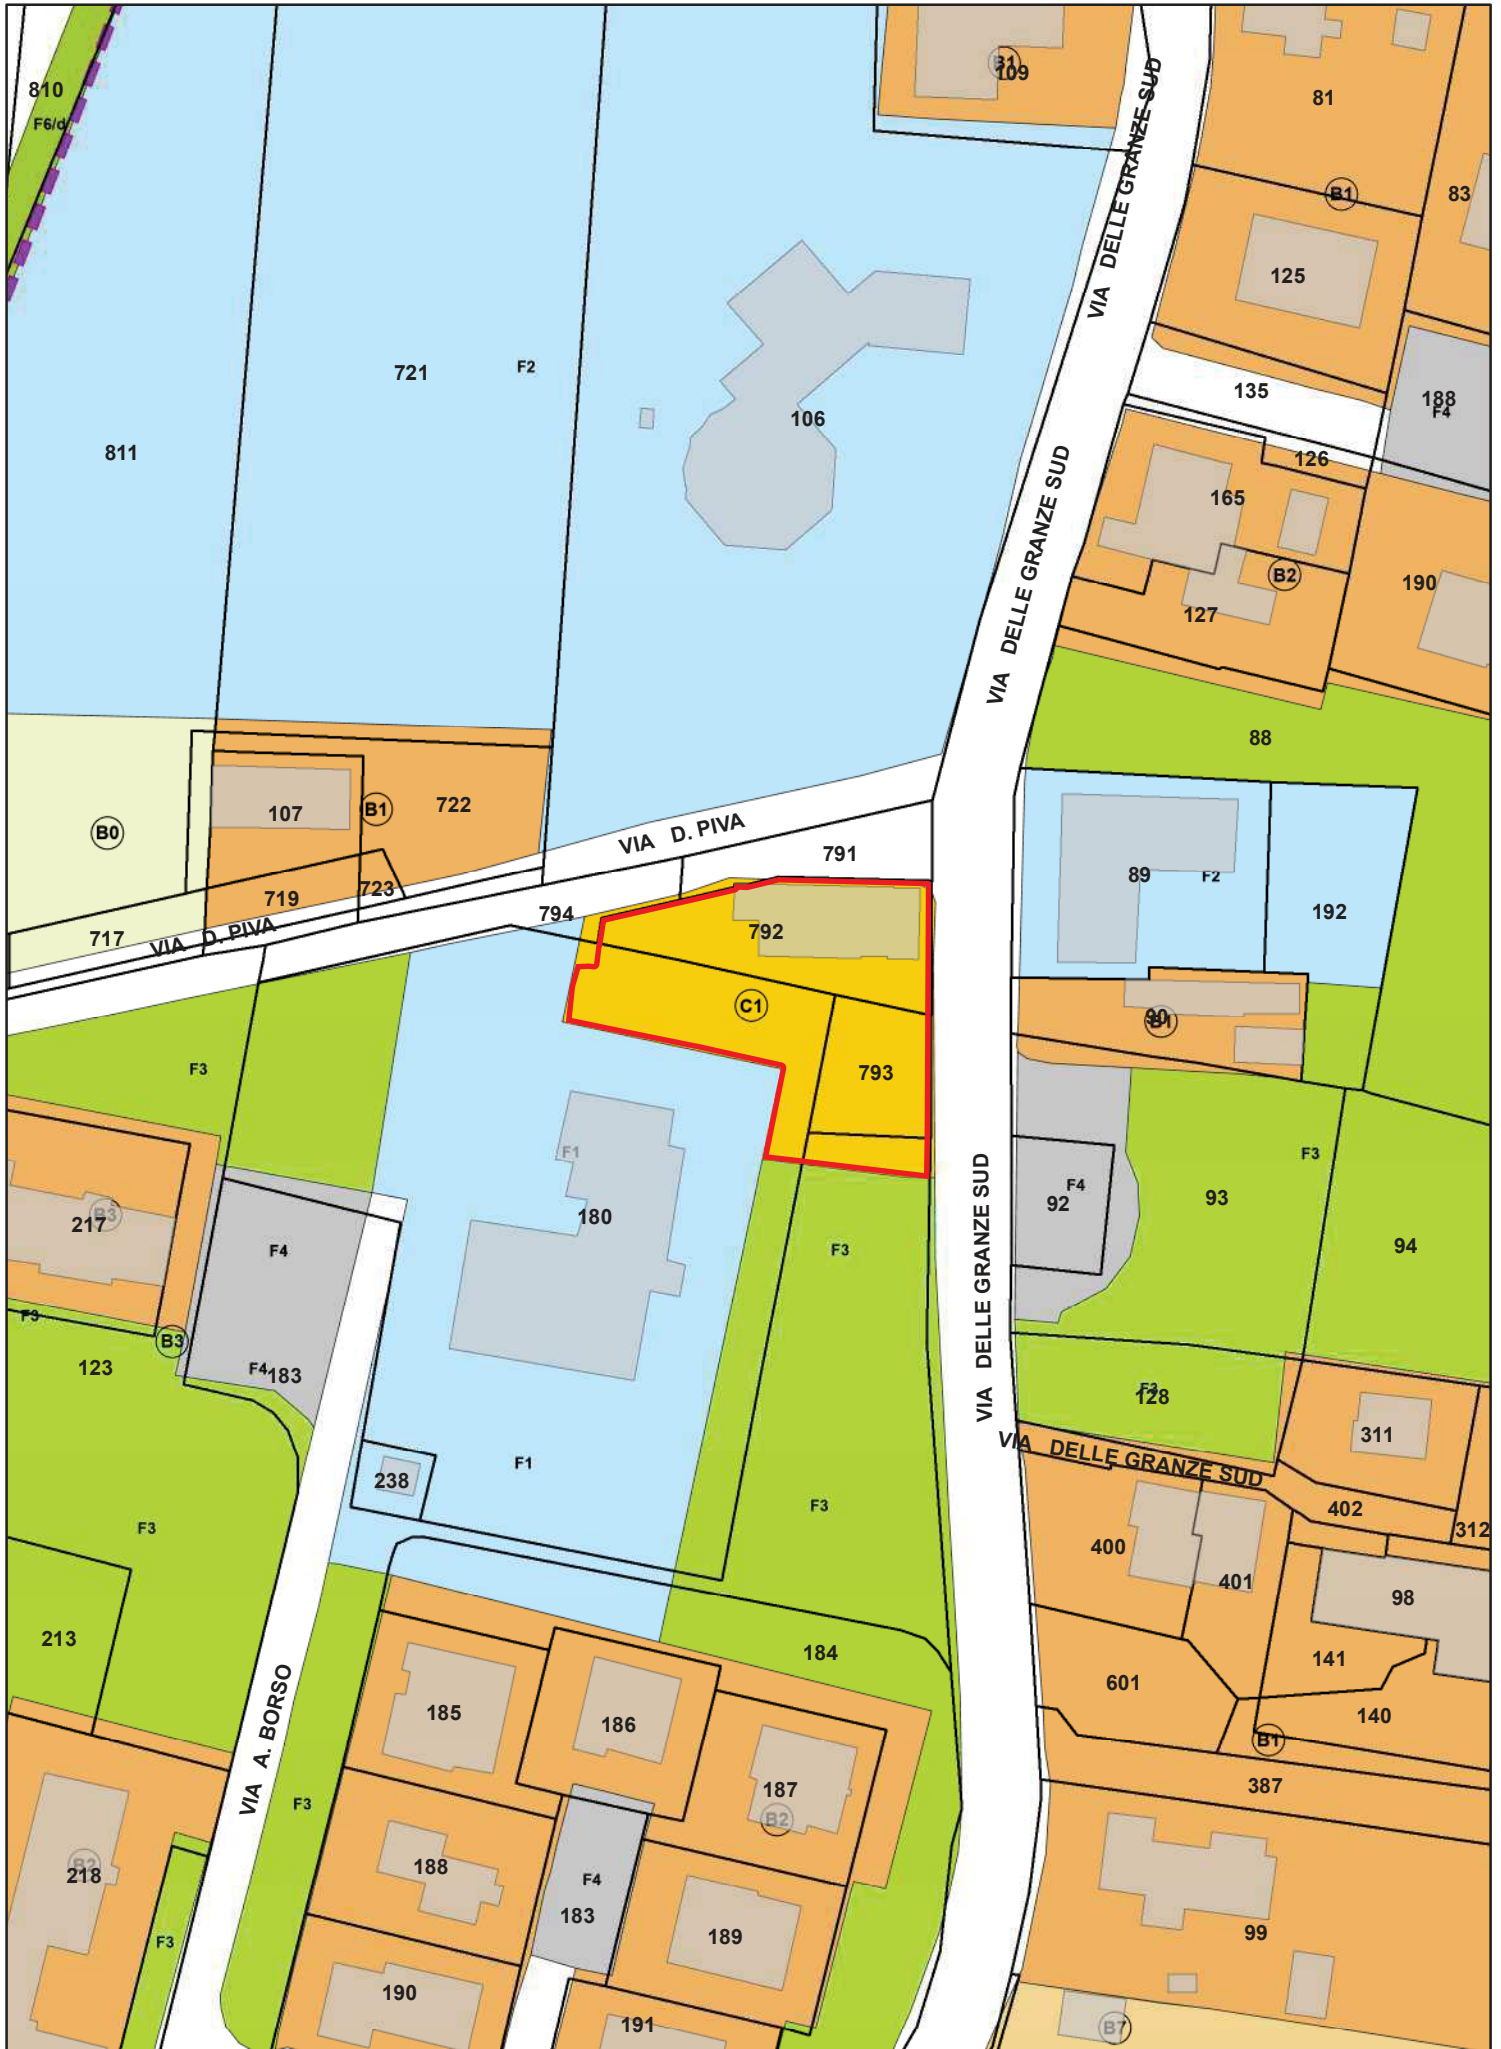 810
F6/d
B1
109
81
VIA DELLE GRANZE SUD
B1
83
125
721
F2
106
135
188
F4
811
126
165
VIA DELLE GRANZE SUD
B2
190
127
88
107
B1
722
B0
VIA D. PIVA
791
89
F2
192
719
723
794
792
717
VIA D. PIVA
C1
90
B1
793
F3
F1
180
F3
92
F4
93
F3
94
217
B3
F4
F3
VIA DELLE GRANZE SUD
F3
B3
123
F4
183
F3
128
VIA DELLE GRANZE SUD
311
F1
238
F3
402
312
F3
400
401
98
213
184
141
601
185
186
140
B1
VIA A. BORSO
187
B2
387
F3
218
B2
188
F4
183
189
99
F3
190
191
B7